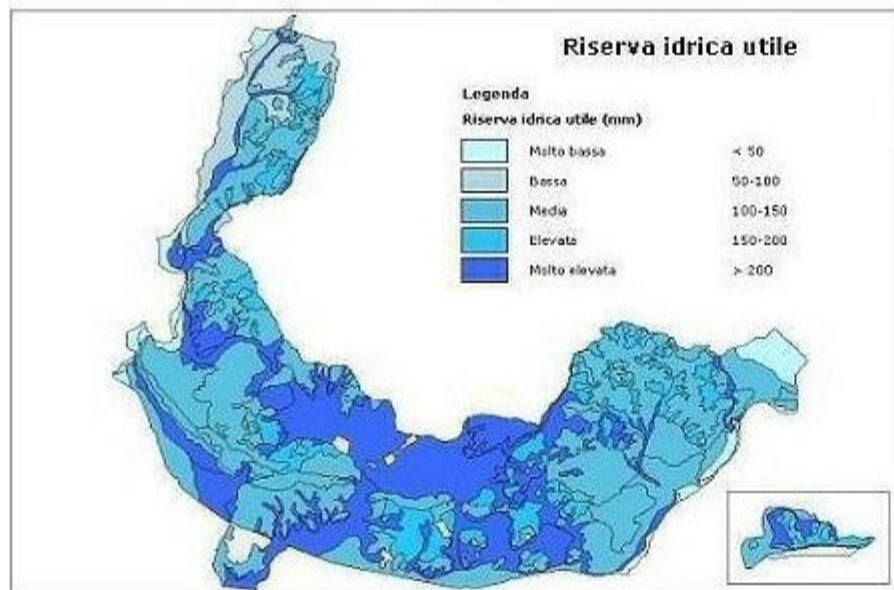 Riserva idrica utile
Legenda
Riserva idrica utile (mm)
Molto bassa < 50
Bassa 50-100
Media 100-150
Elevata 150-200
Molto elevata > 200